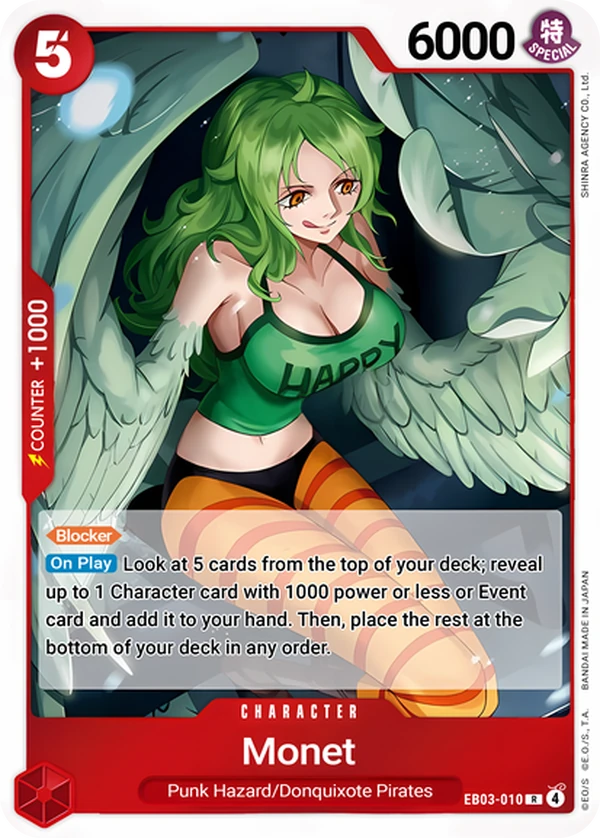 5
6000
特
SPECIAL
SHINRA AGENCY CO., Ltd.
COUNTER +1000
HAPPY
Blocker
On Play Look at 5 cards from the top of your deck; reveal
up to 1 Character card with 1000 power or less or Event
card and add it to your hand. Then, place the rest at the
bottom of your deck in any order.
CHARACTER
Monet
Punk Hazard/Donquixote Pirates
EB03-010 R 4
©E.O/S ©E.O./S., T.A. BANDAI MADE IN JAPAN